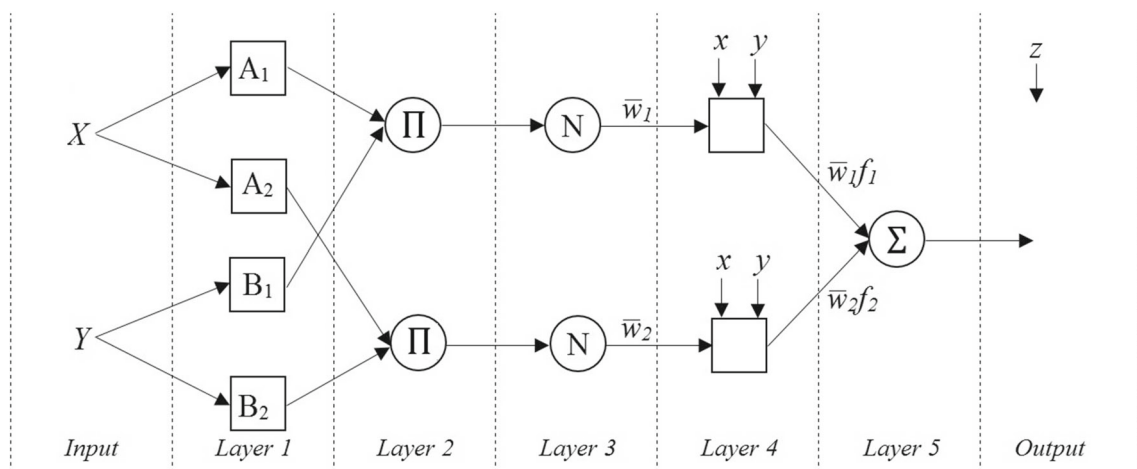 x y
x y
z
A₁
X
Π
N
w̅₁
A₂
w̅₁f₁
Σ
B₁
Y
Π
N
w̅₂
w̅₂f₂
B₂
Input
Layer 1
Layer 2
Layer 3
Layer 4
Layer 5
Output